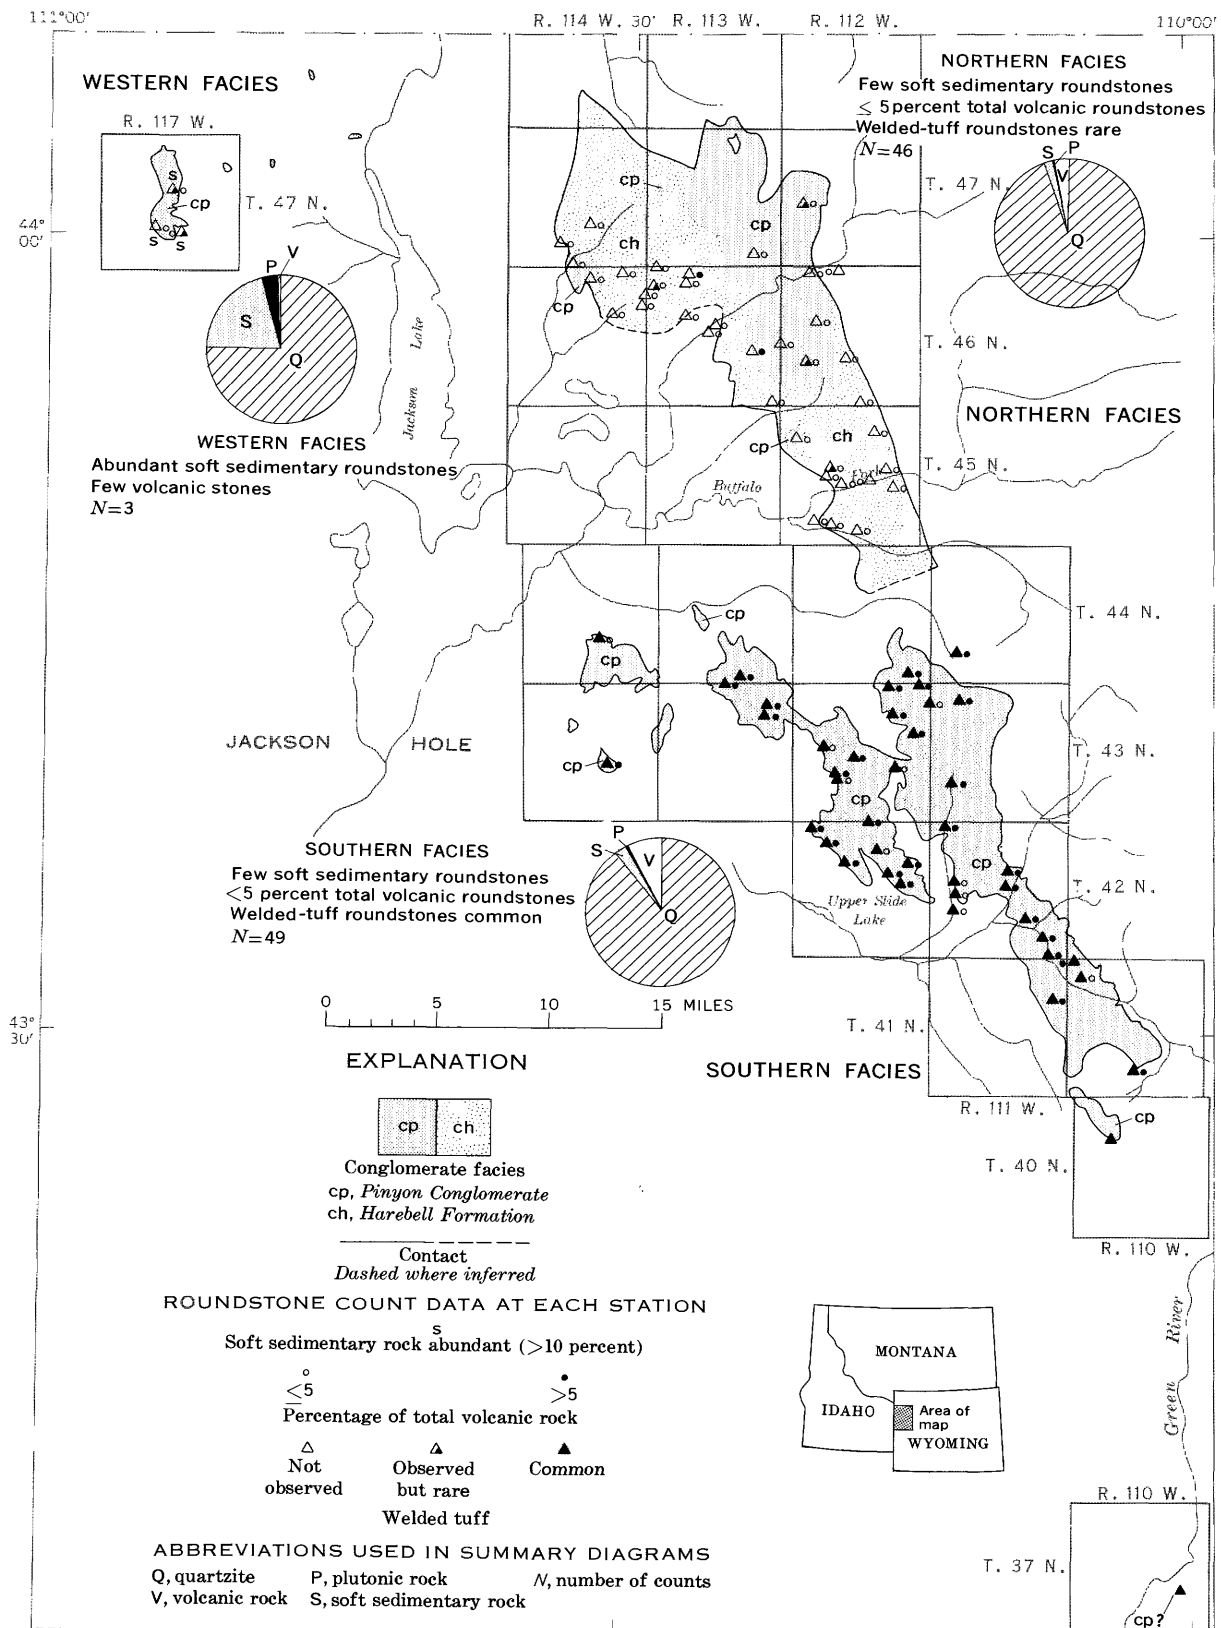 111°00′
R. 114 W. 30′ R. 113 W.
R. 112 W.
110°00′
WESTERN FACIES
R. 117 W.
S
cp
S
S
T. 47 N.
44°
00′
NORTHERN FACIES
Few soft sedimentary roundstones
≤ 5 percent total volcanic roundstones
Welded-tuff roundstones rare
N=46
S
P
V
Q
T. 47 N.
P
V
S
Q
WESTERN FACIES
Abundant soft sedimentary roundstones
Few volcanic stones
N=3
Jackson Lake
cp
cp
ch
cp
T. 46 N.
NORTHERN FACIES
cp
ch
T. 45 N.
Buffalo
Fork
T. 44 N.
cp
cp
JACKSON HOLE
cp
T. 43 N.
cp
cp
T. 42 N.
Upper Slide
Lake
SOUTHERN FACIES
Few soft sedimentary roundstones
<5 percent total volcanic roundstones
Welded-tuff roundstones common
N=49
P
S
V
Q
0 5 10 15 MILES
43°
30′
T. 41 N.
SOUTHERN FACIES
R. 111 W.
cp
T. 40 N.
R. 110 W.
EXPLANATION
cp ch
Conglomerate facies
cp, Pinyon Conglomerate
ch, Harebell Formation
Contact
Dashed where inferred
ROUNDSTONE COUNT DATA AT EACH STATION
S
Soft sedimentary rock abundant (>10 percent)
≤5 >5
Percentage of total volcanic rock
Not
observed
Observed
but rare
Common
Welded tuff
ABBREVIATIONS USED IN SUMMARY DIAGRAMS
Q, quartzite P, plutonic rock N, number of counts
V, volcanic rock S, soft sedimentary rock
MONTANA
IDAHO
Area of
map
WYOMING
Green River
R. 110 W.
T. 37 N.
cp?